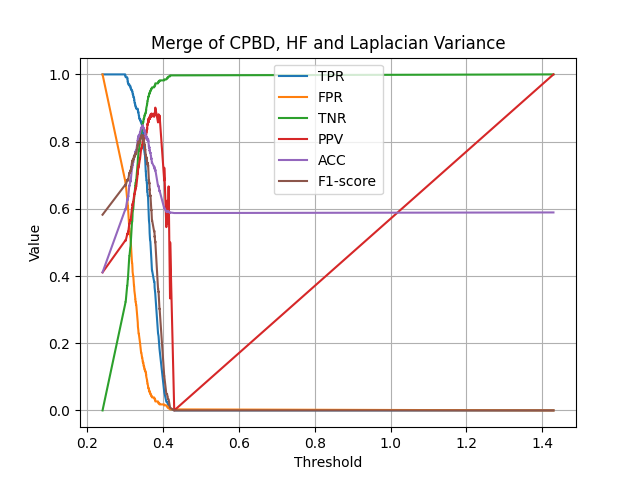 Merge of CPBD, HF and Laplacian Variance
TPR
FPR
TNR
PPV
ACC
F1-score
Value
1.0
0.8
0.6
0.4
0.2
0.0
0.2
0.4
0.6
0.8
1.0
1.2
1.4
Threshold